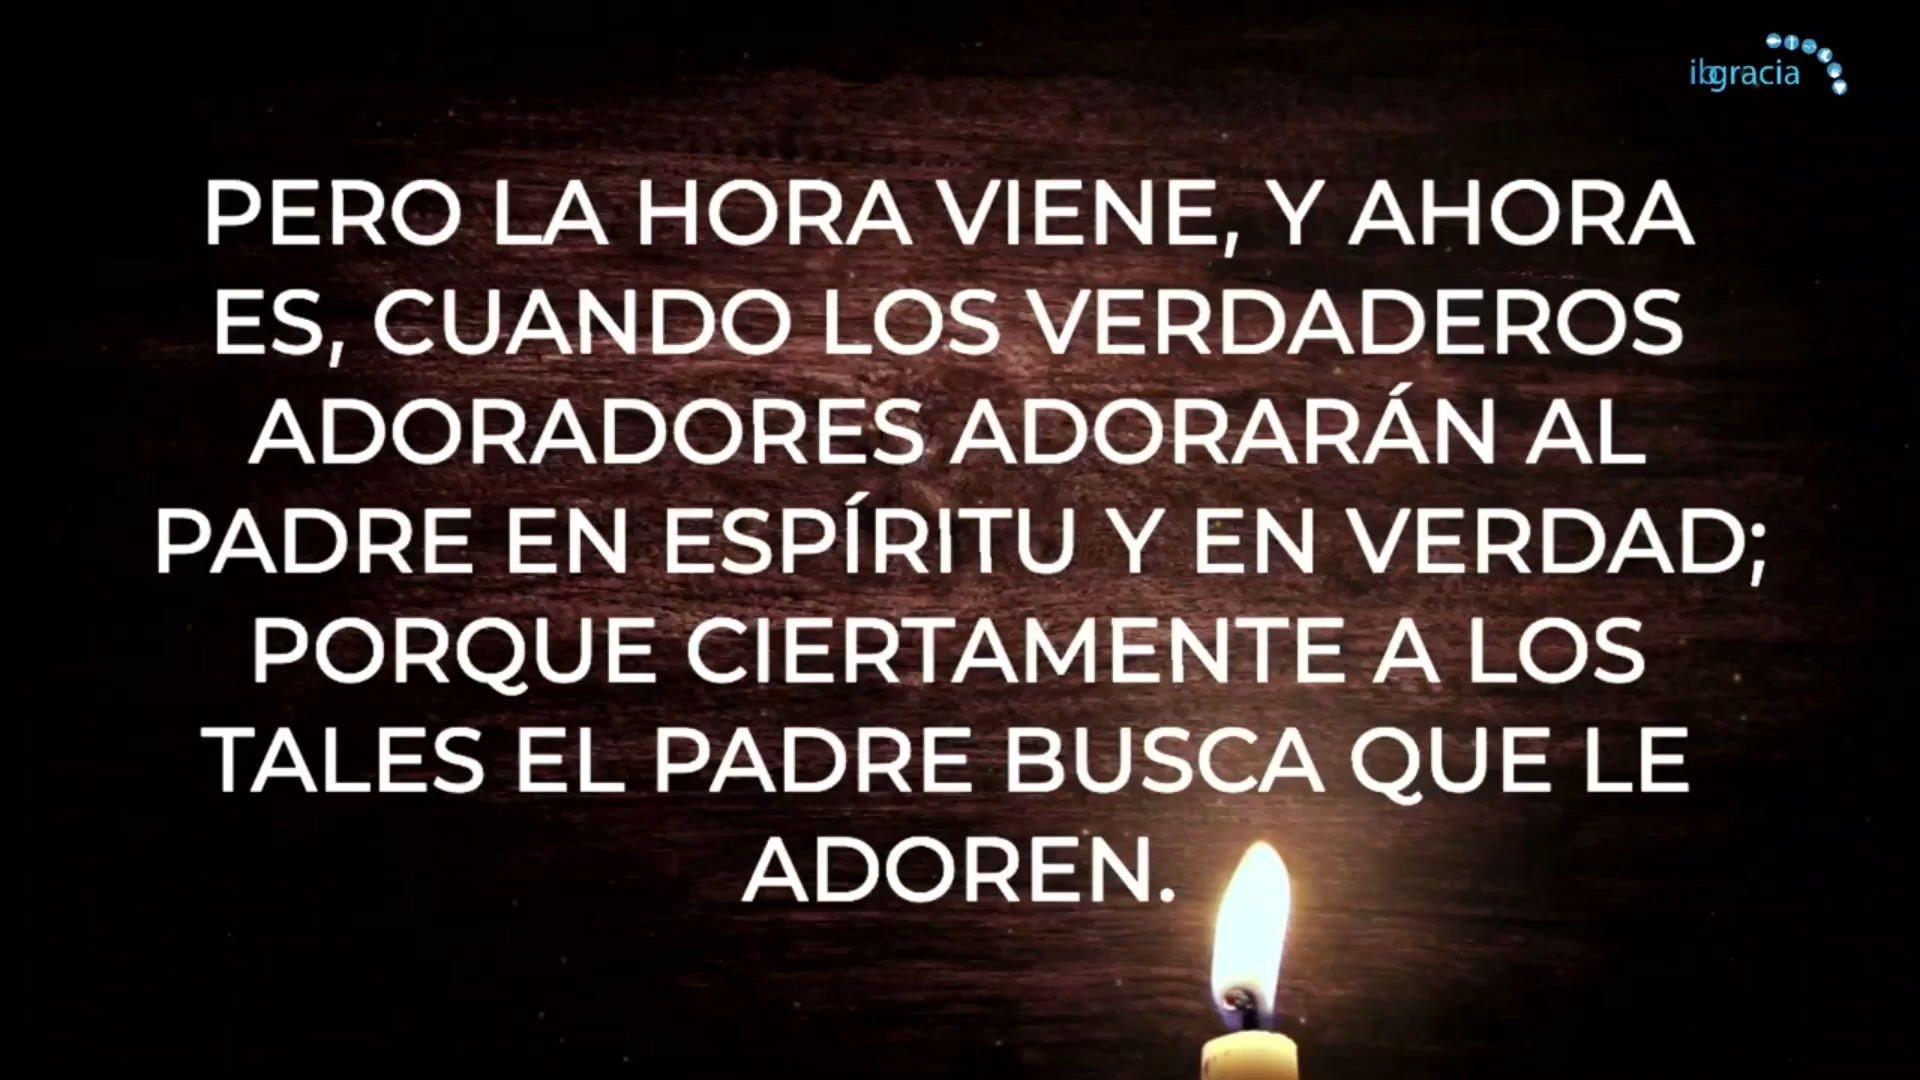 ibgracia
PERO LA HORA VIENE, Y AHORA
ES, CUANDO LOS VERDADEROS
ADORADORES ADORARÁN AL
PADRE EN ESPÍRITU Y EN VERDAD;
PORQUE CIERTAMENTE A LOS
TALES EL PADRE BUSCA QUE LE
ADOREN.